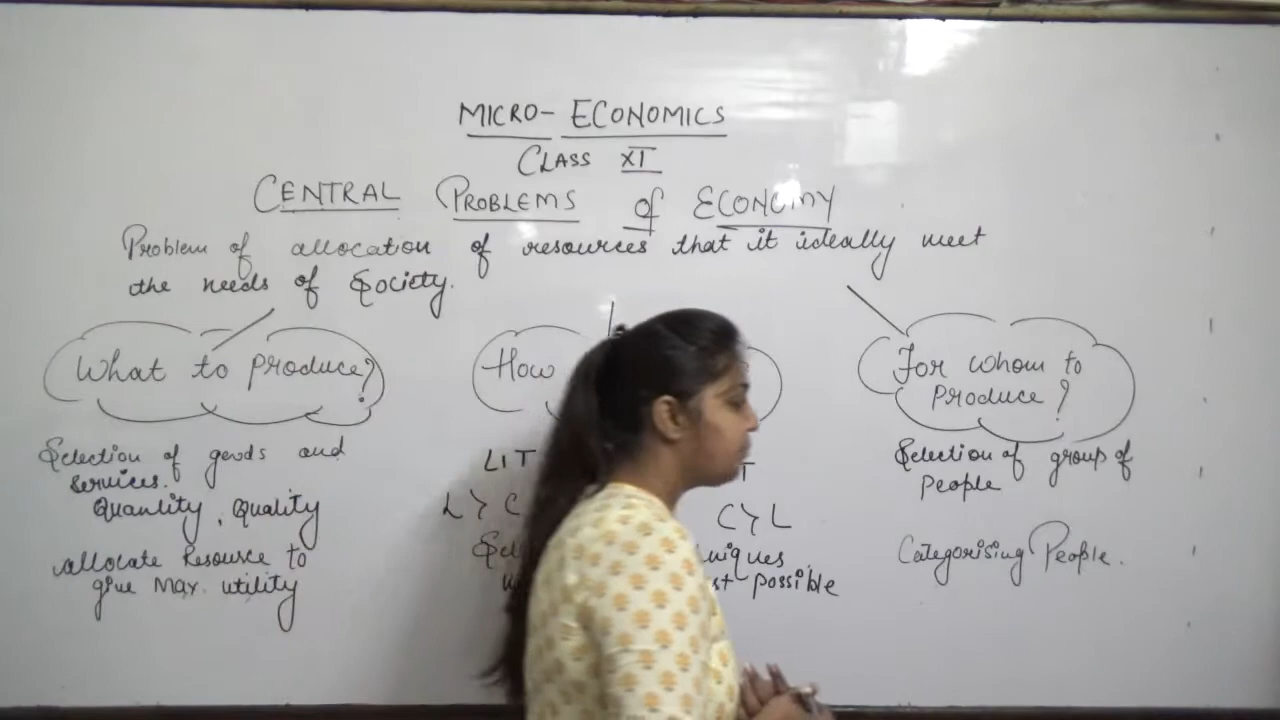 MICRO-ECONOMICS
CLASS XI
CENTRAL PROBLEMS of ECONOMY
Problem of allocation of resources that it ideally meet
the needs of Society.
What to produce?
Selection of goods and
services.
Quantity, Quality
allocate Resource to
give Max. utility
How
LIT
L > C
T
C > L
possible
For whom to
Produce?
Selection of group of
People
Categorising People.